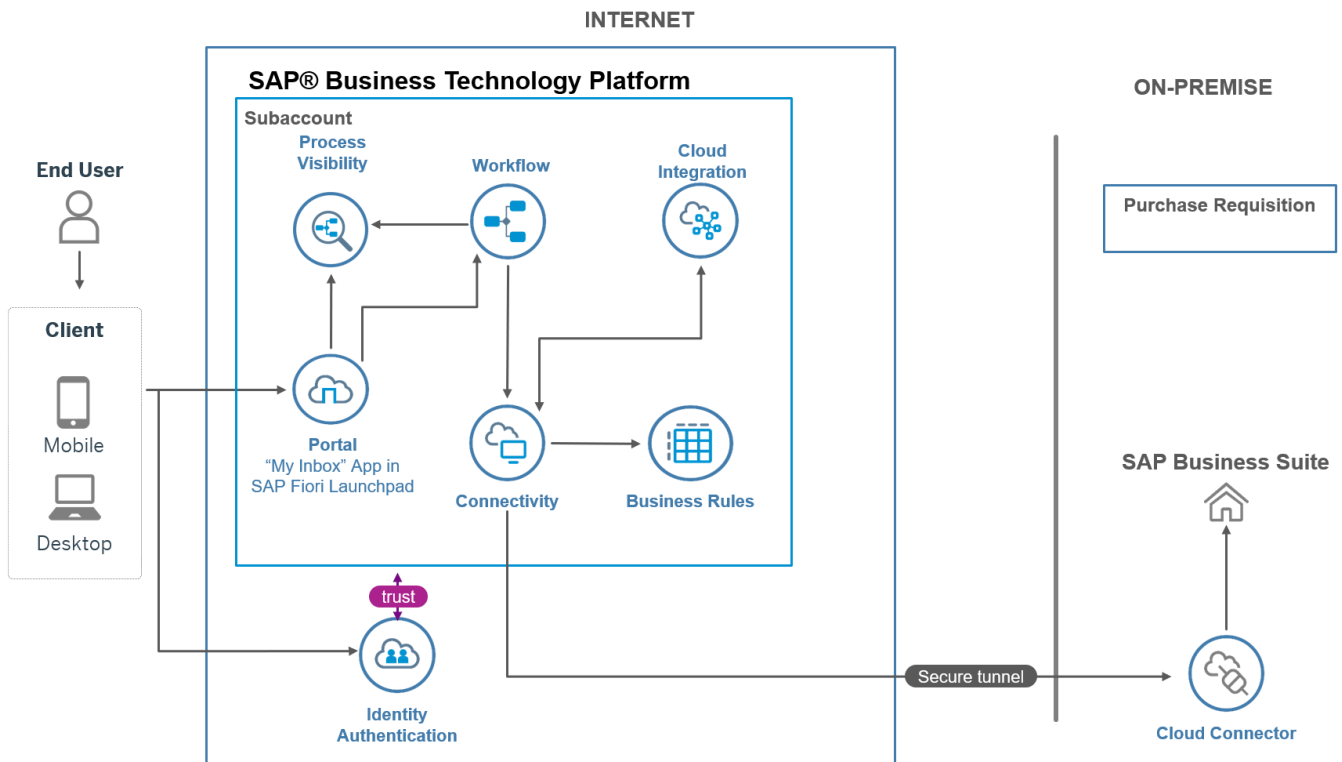 INTERNET
SAP® Business Technology Platform
ON-PREMISE
Subaccount
Process
Visibility
Workflow
Cloud
Integration
End User
Purchase Requisition
Client
Mobile
Desktop
Portal
“My Inbox” App in
SAP Fiori Launchpad
Connectivity
Business Rules
SAP Business Suite
trust
Secure tunnel
Identity
Authentication
Cloud Connector